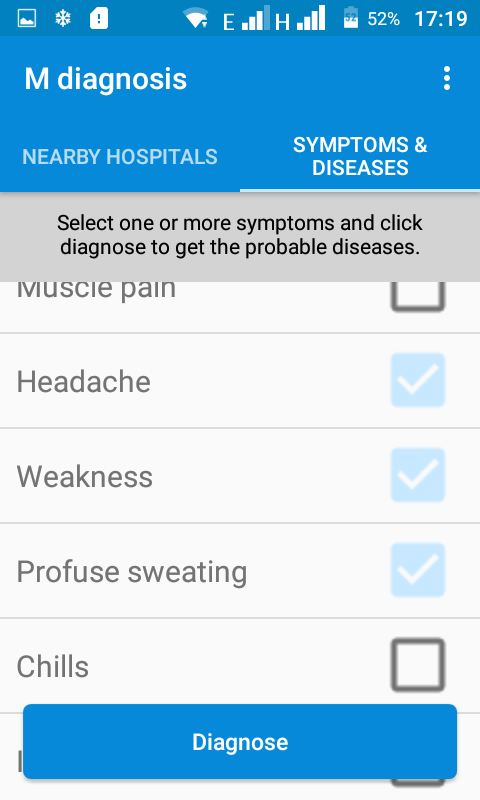 E H 52% 17:19
M diagnosis
NEARBY HOSPITALS
SYMPTOMS &
DISEASES
Select one or more symptoms and click
diagnose to get the probable diseases.
Muscle pain
Headache
Weakness
Profuse sweating
Chills
Diagnose